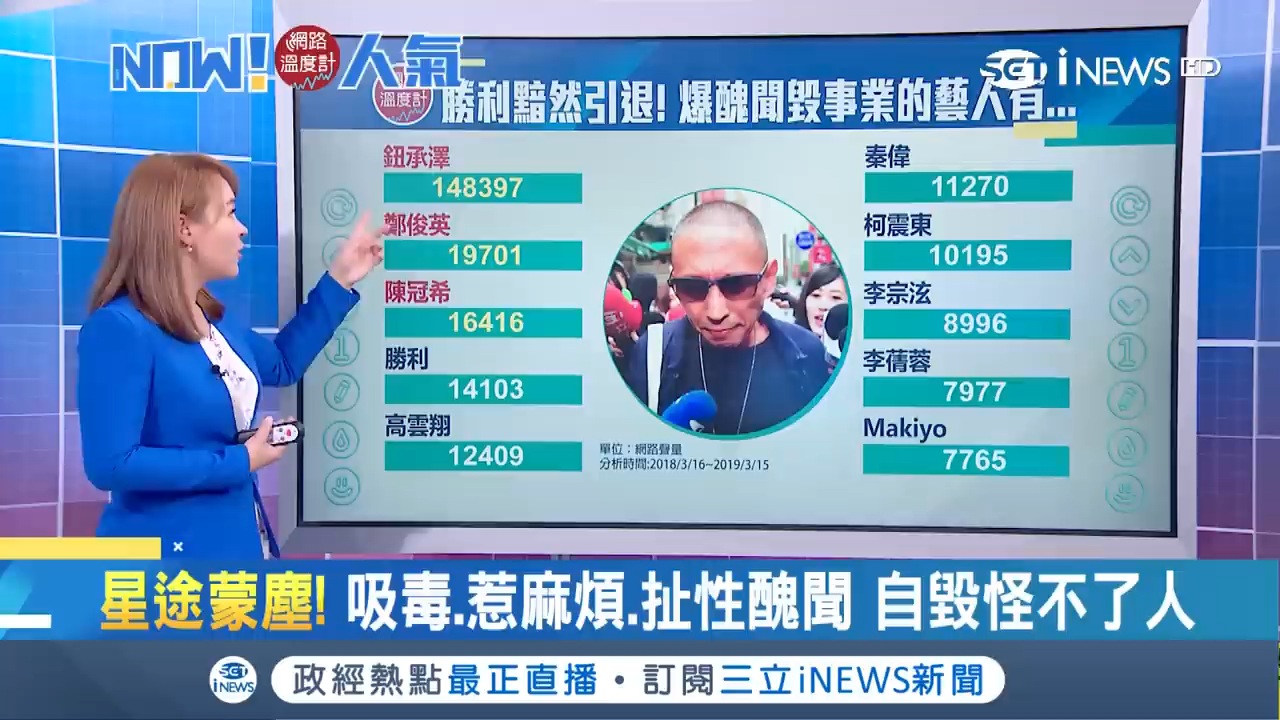 NOW! 網路溫度計 人氣
SET iNEWS HD
溫度計 勝利黯然引退! 爆醜聞毀事業的藝人有...
鈕承澤
148397
鄭俊英
19701
陳冠希
16416
勝利
14103
高雲翔
12409
秦偉
11270
柯震東
10195
李宗泫
8996
李蒨蓉
7977
Makiyo
7765
單位：網路聲量
分析時間:2018/3/16~2019/3/15
星途蒙塵! 吸毒.惹麻煩.扯性醜聞 自毀怪不了人
SET iNEWS 政經熱點最正直播・訂閱三立iNEWS新聞